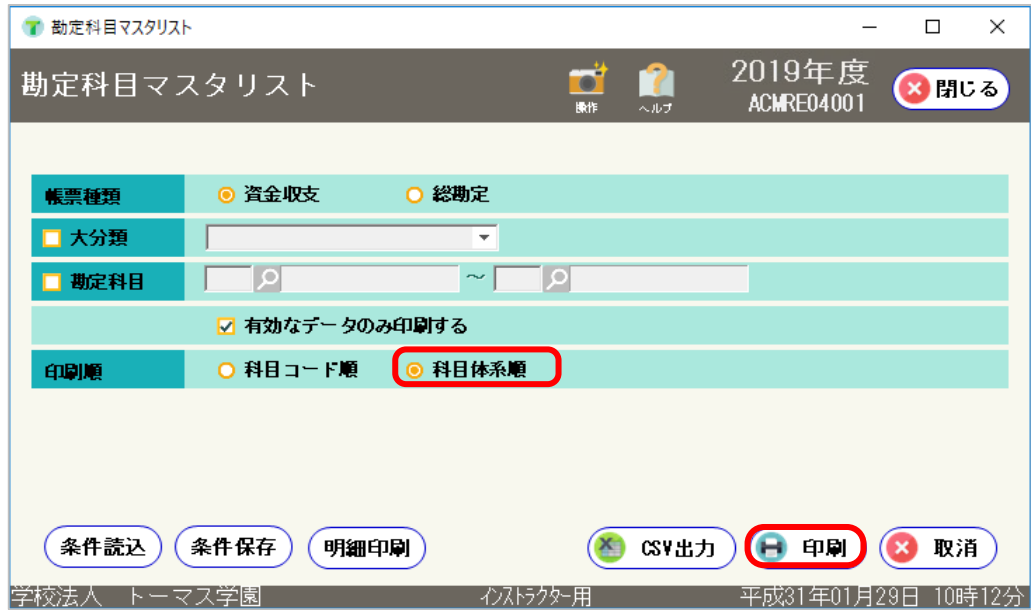 勘定科目マスタリスト
勘定科目マスタリスト 操作 ヘルプ 2019年度 ACMRE04001 閉じる
帳票種類 資金収支 総勘定
大分類
勘定科目 ～
有効なデータのみ印刷する
印刷順 科目コード順 科目体系順
条件読込 条件保存 明細印刷 CSV出力 印刷 取消
学校法人 トーマス学園 インストラクター用 平成31年01月29日 10時12分